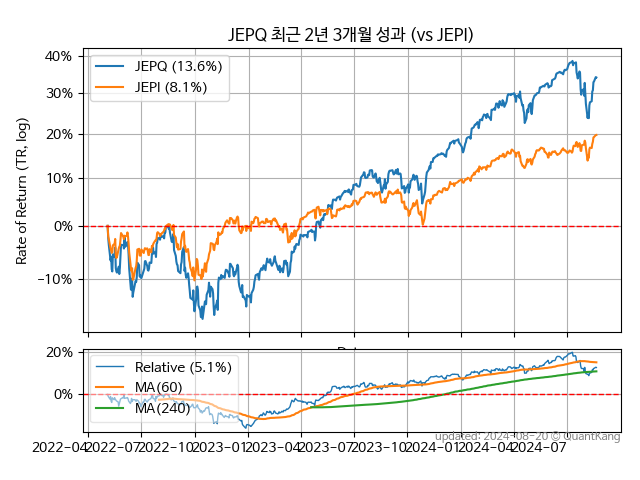 JEPQ 최근 2년 3개월 성과 (vs JEPI)
Rate of Return (TR, log)
40%
30%
20%
10%
0%
−10%
JEPQ (13.6%)
JEPI (8.1%)
20%
0%
Relative (5.1%)
MA(60)
MA(240)
updated: 2024-08-20 © QuantKang
2022-04
2022-07
2022-10
2023-01
2023-04
2023-07
2023-10
2024-01
2024-04
2024-07